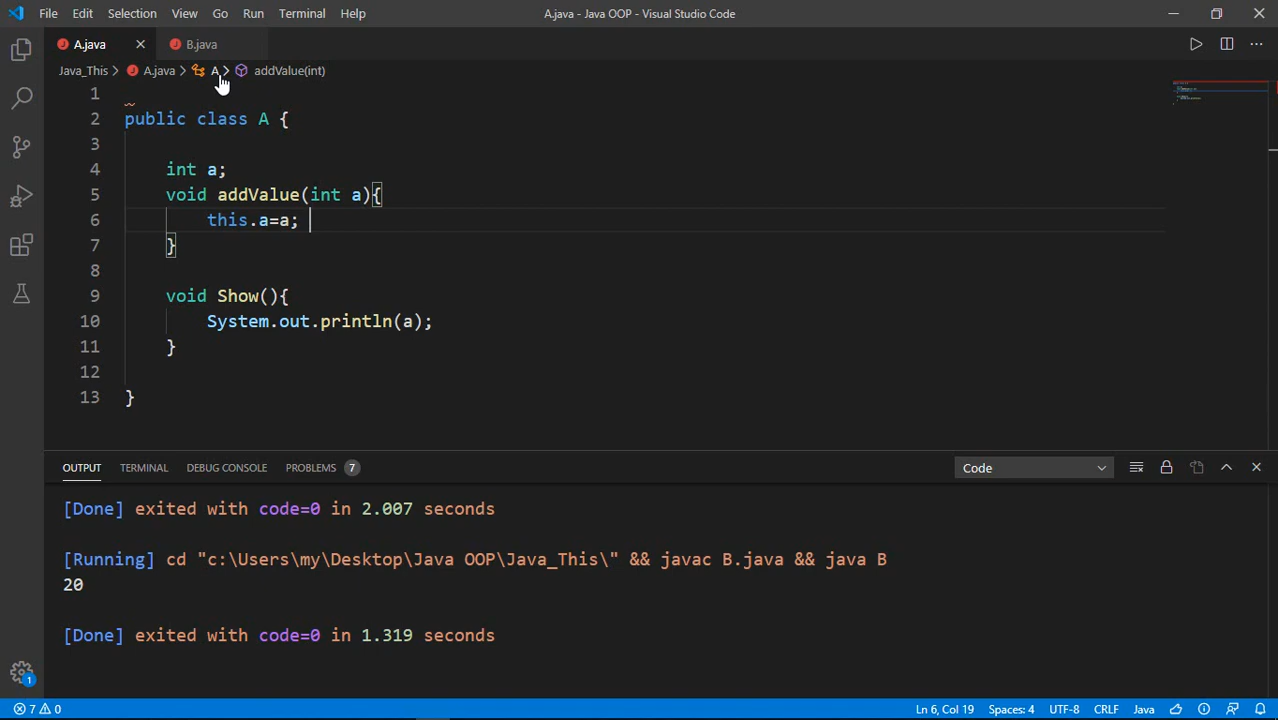 File Edit Selection View Go Run Terminal Help A.java - Java OOP - Visual Studio Code
A.java B.java
Java_This > A.java > A > addValue(int)
1
2 public class A {
3
4 int a;
5 void addValue(int a){
6 this.a=a;
7 }
8
9 void Show(){
10 System.out.println(a);
11 }
12
13 }
OUTPUT TERMINAL DEBUG CONSOLE PROBLEMS 7 Code
[Done] exited with code=0 in 2.007 seconds
[Running] cd "c:\Users\my\Desktop\Java OOP\Java_This\" && javac B.java && java B
20
[Done] exited with code=0 in 1.319 seconds
1
7 0 Ln 6, Col 19 Spaces: 4 UTF-8 CRLF Java